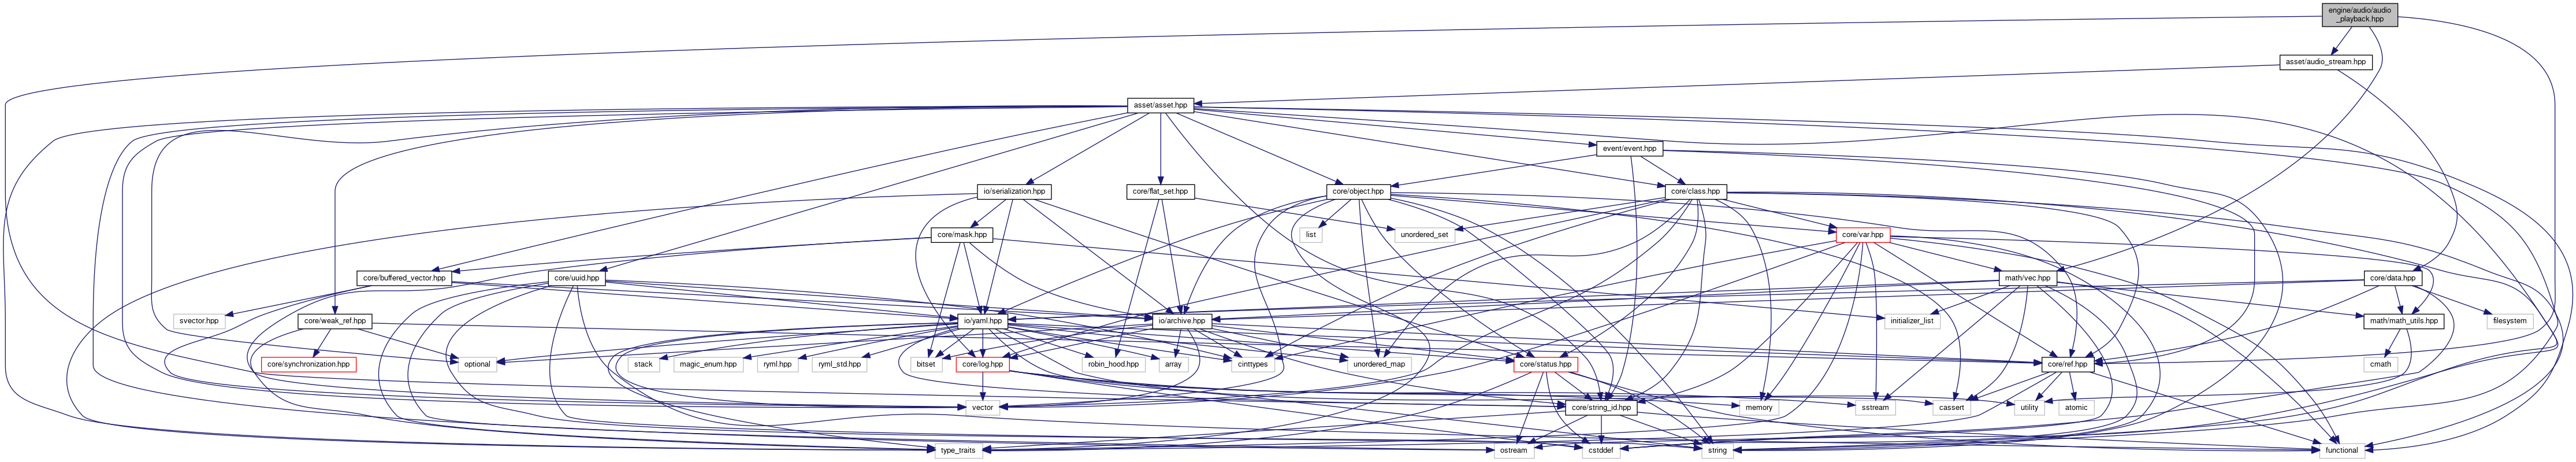 engine/audio/audio
_playback.hpp
asset/audio_stream.hpp
asset/asset.hpp
event/event.hpp
io/serialization.hpp
core/flat_set.hpp
core/object.hpp
core/class.hpp
core/mask.hpp
list
unordered_set
core/var.hpp
core/buffered_vector.hpp
core/uuid.hpp
math/vec.hpp
core/data.hpp
svector.hpp
core/weak_ref.hpp
io/yaml.hpp
io/archive.hpp
initializer_list
math/math_utils.hpp
filesystem
core/synchronization.hpp
optional
stack
magic_enum.hpp
ryml.hpp
ryml_std.hpp
bitset
core/log.hpp
robin_hood.hpp
array
cinttypes
unordered_map
core/status.hpp
core/ref.hpp
cmath
vector
core/string_id.hpp
memory
sstream
cassert
utility
atomic
type_traits
ostream
cstddef
string
functional